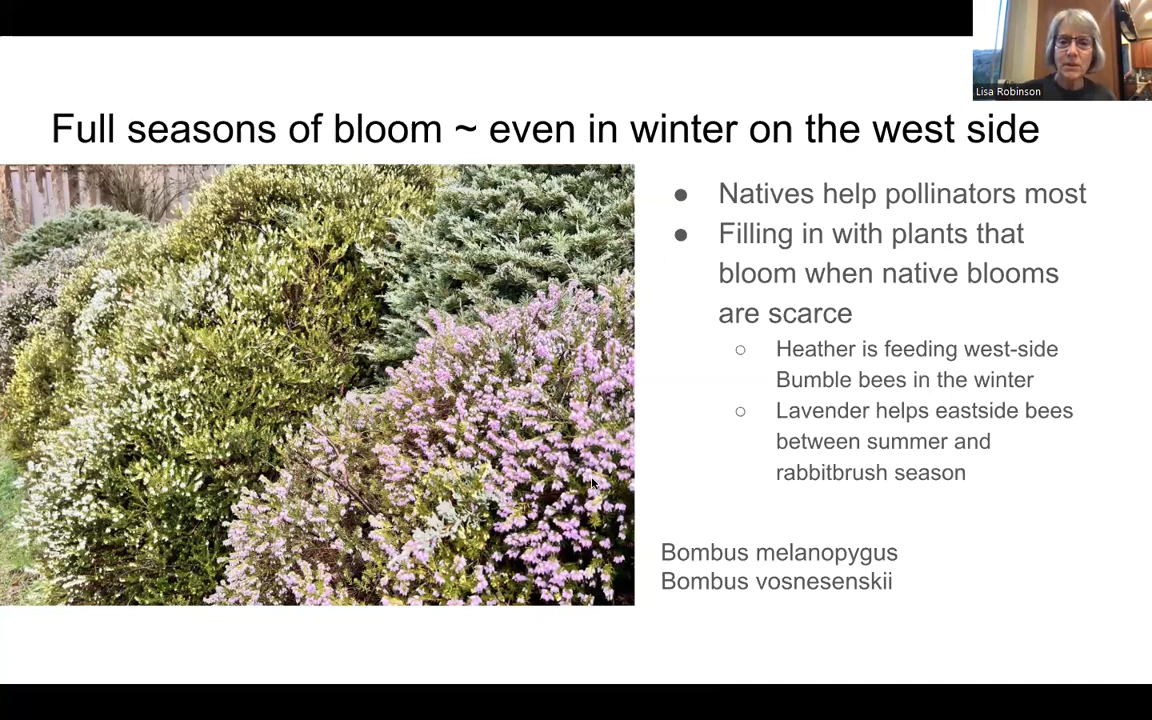 Lisa Robinson
Full seasons of bloom ~ even in winter on the west side
● Natives help pollinators most
● Filling in with plants that
bloom when native blooms
are scarce
○ Heather is feeding west-side
Bumble bees in the winter
○ Lavender helps eastside bees
between summer and
rabbitbrush season
Bombus melanopygus
Bombus vosnesenskii